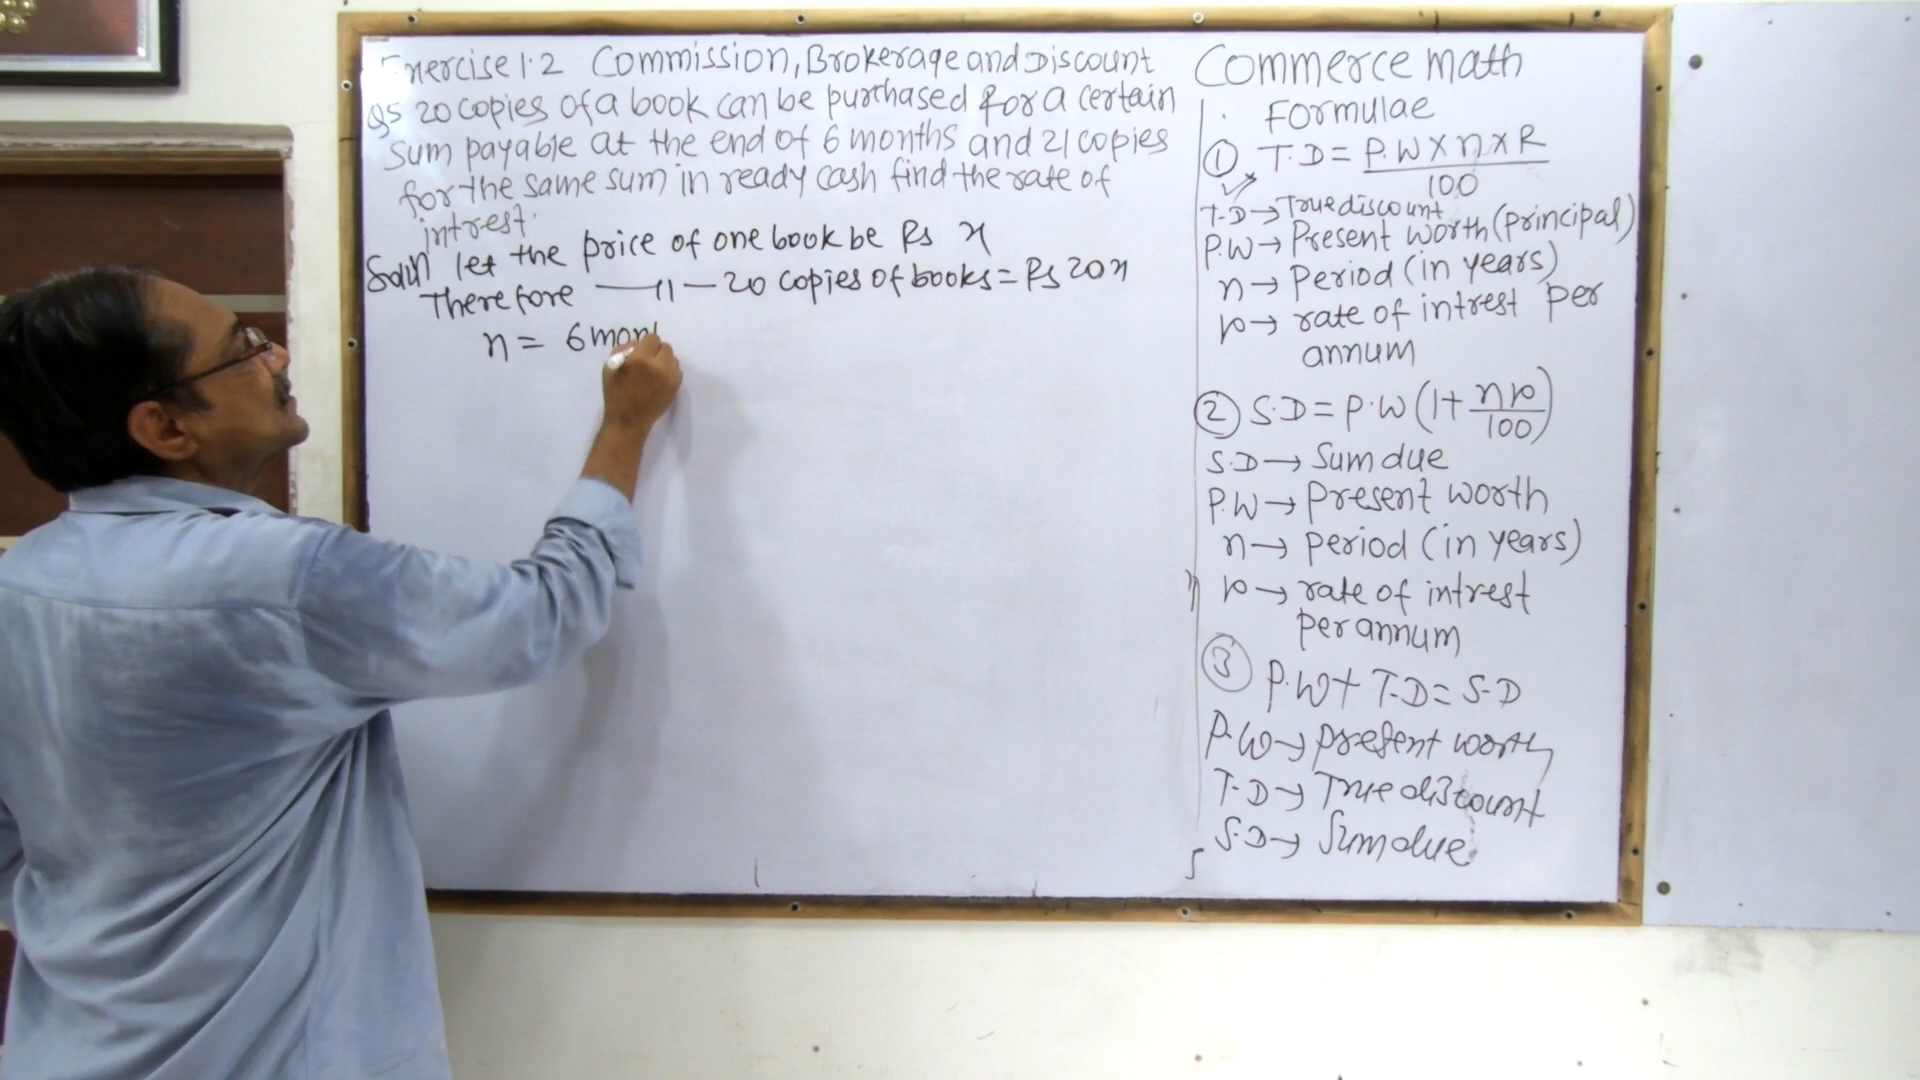 Exercise 1.2 Commission, Brokerage and Discount
Q5 20 copies of a book can be purchased for a certain
sum payable at the end of 6 months and 21 copies
for the same sum in ready cash find the rate of
intrest.
Soln let the price of one book be Rs x
Therefore —11— 20 copies of books = Rs 20x
n = 6 mont
Commerce math
Formulae
① T.D = P.W X n X R
100
T.D → True discount
P.W → Present worth (principal)
n → Period (in years)
r → rate of intrest per
annum
② S.D = P.W (1 + nr/100)
S.D → Sum due
P.W → Present worth
n → period (in years)
r → rate of intrest
per annum
③ P.W + T.D = S.D
P.W → present worth
T.D → True discount
S.D → Sum due